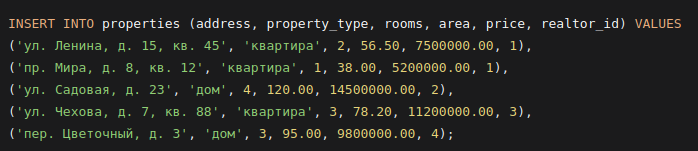 INSERT INTO properties (address, property_type, rooms, area, price, realtor_id) VALUES
('ул. Ленина, д. 15, кв. 45', 'квартира', 2, 56.50, 7500000.00, 1),
('пр. Мира, д. 8, кв. 12', 'квартира', 1, 38.00, 5200000.00, 1),
('ул. Садовая, д. 23', 'дом', 4, 120.00, 14500000.00, 2),
('ул. Чехова, д. 7, кв. 88', 'квартира', 3, 78.20, 11200000.00, 3),
('пер. Цветочный, д. 3', 'дом', 3, 95.00, 9800000.00, 4);